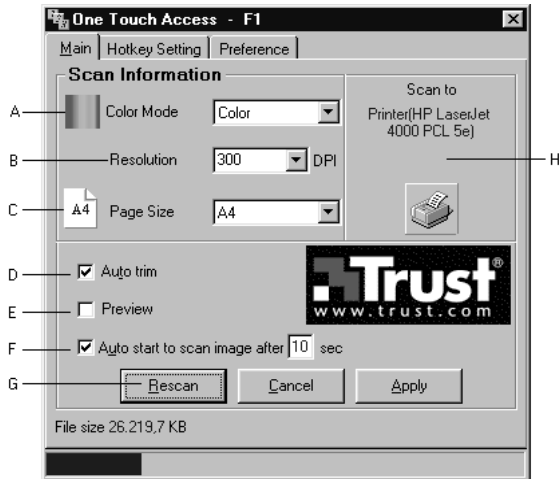 One Touch Access - F1
Main Hotkey Setting Preference
Scan Information
A Color Mode Color
B Resolution 300 DPI
C A4 Page Size A4
Scan to
Printer(HP LaserJet
4000 PCL 5e)
H
D Auto trim
E Preview
F Auto start to scan image after 10 sec
Trust®
www.trust.com
G Rescan Cancel Apply
File size 26.219,7 KB